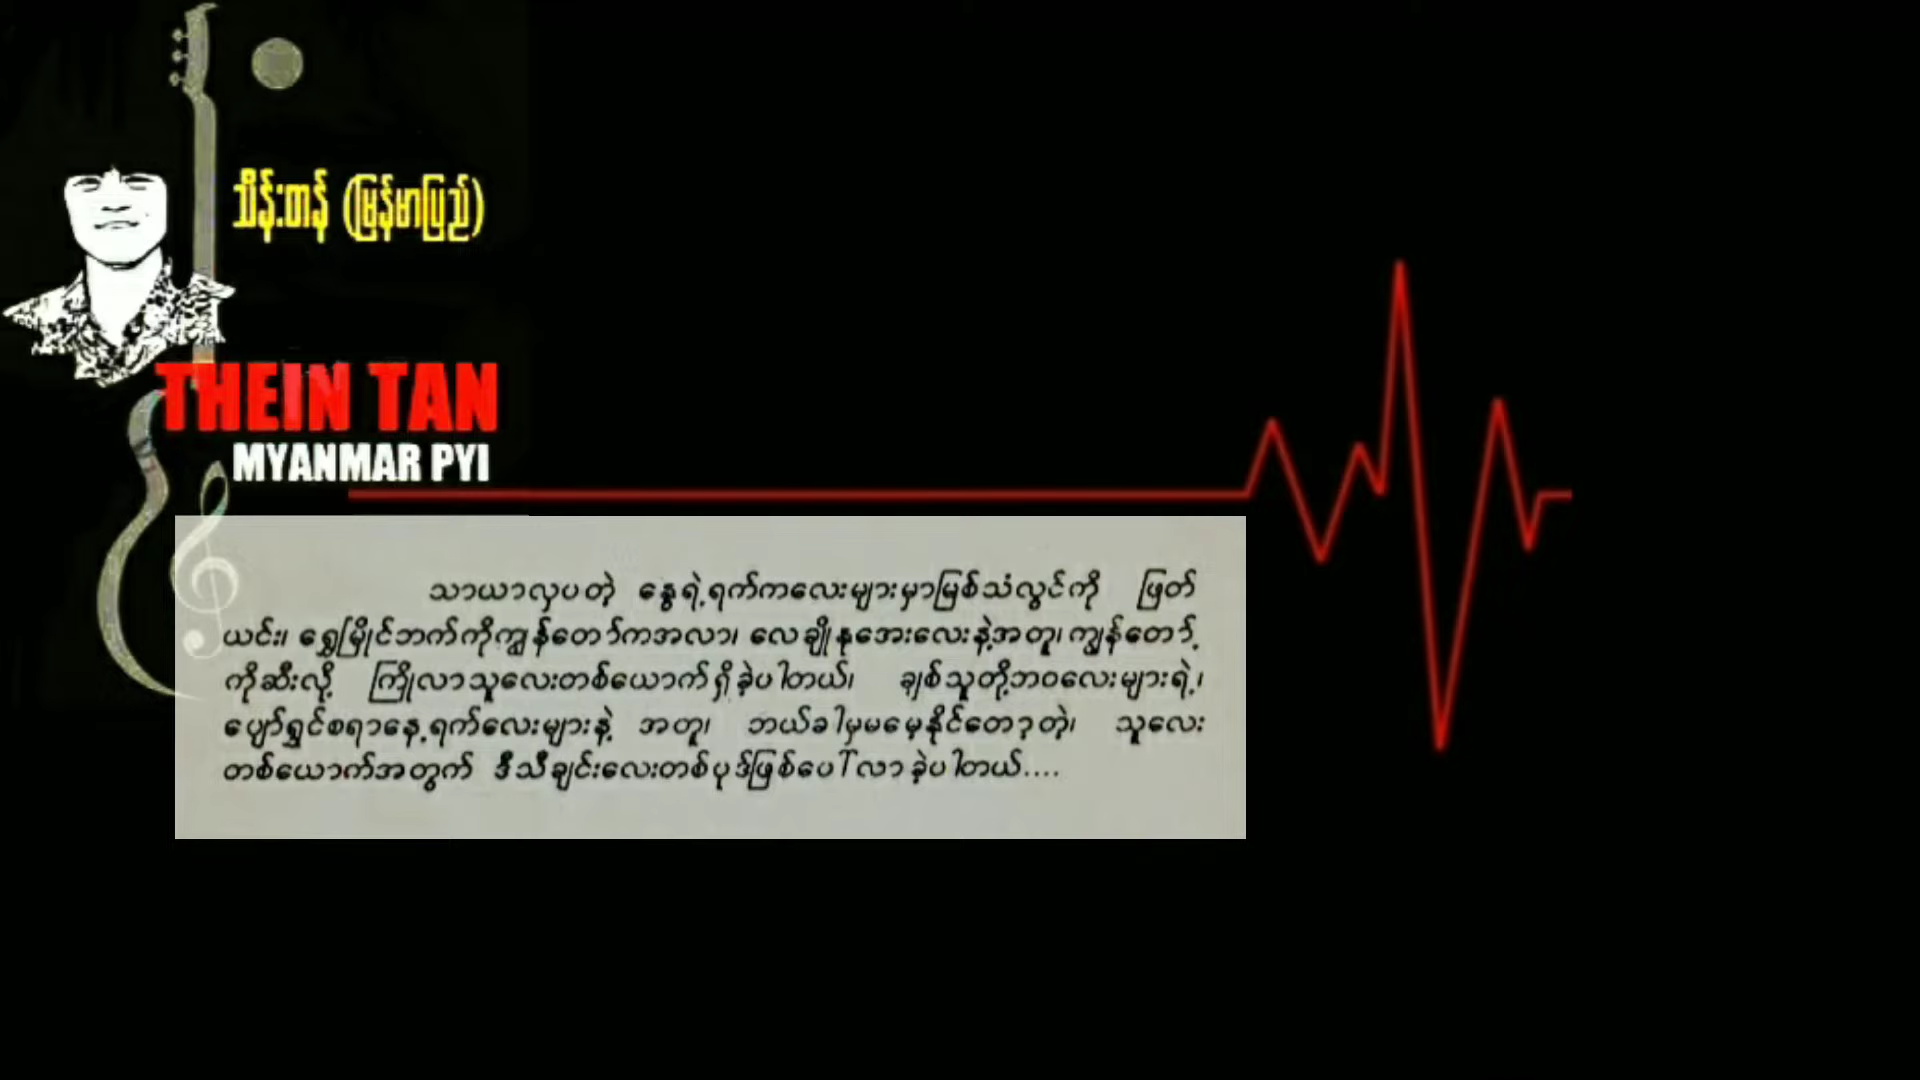 သိန်းတန် (မြန်မာပြည်)
THEIN TAN
MYANMAR PYI
သာယာလှပတဲ့ နွေရဲ့ရက်ကလေးများမှာမြစ်သံလွင်ကို ဖြတ်
ယင်း၊ ရွှေမြိုင်ဘက်ကိုကျွန်တော်ကအလာ၊ လေချိုနုအေးလေးနဲ့အတူ၊ ကျွန်တော့်
ကိုဆီးလို့ ကြိုလာသူလေးတစ်ယောက်ရှိခဲ့ပါတယ်၊ ချစ်သူတို့ဘဝလေးများရဲ့၊
ပျော်ရွှင်စရာနေ့ရက်လေးများနဲ့ အတူ၊ ဘယ်ခါမှမမေ့နိုင်တော့တဲ့၊ သူလေး
တစ်ယောက်အတွက် ဒီသီချင်းလေးတစ်ပုဒ်ဖြစ်ပေါ်လာခဲ့ပါတယ်....